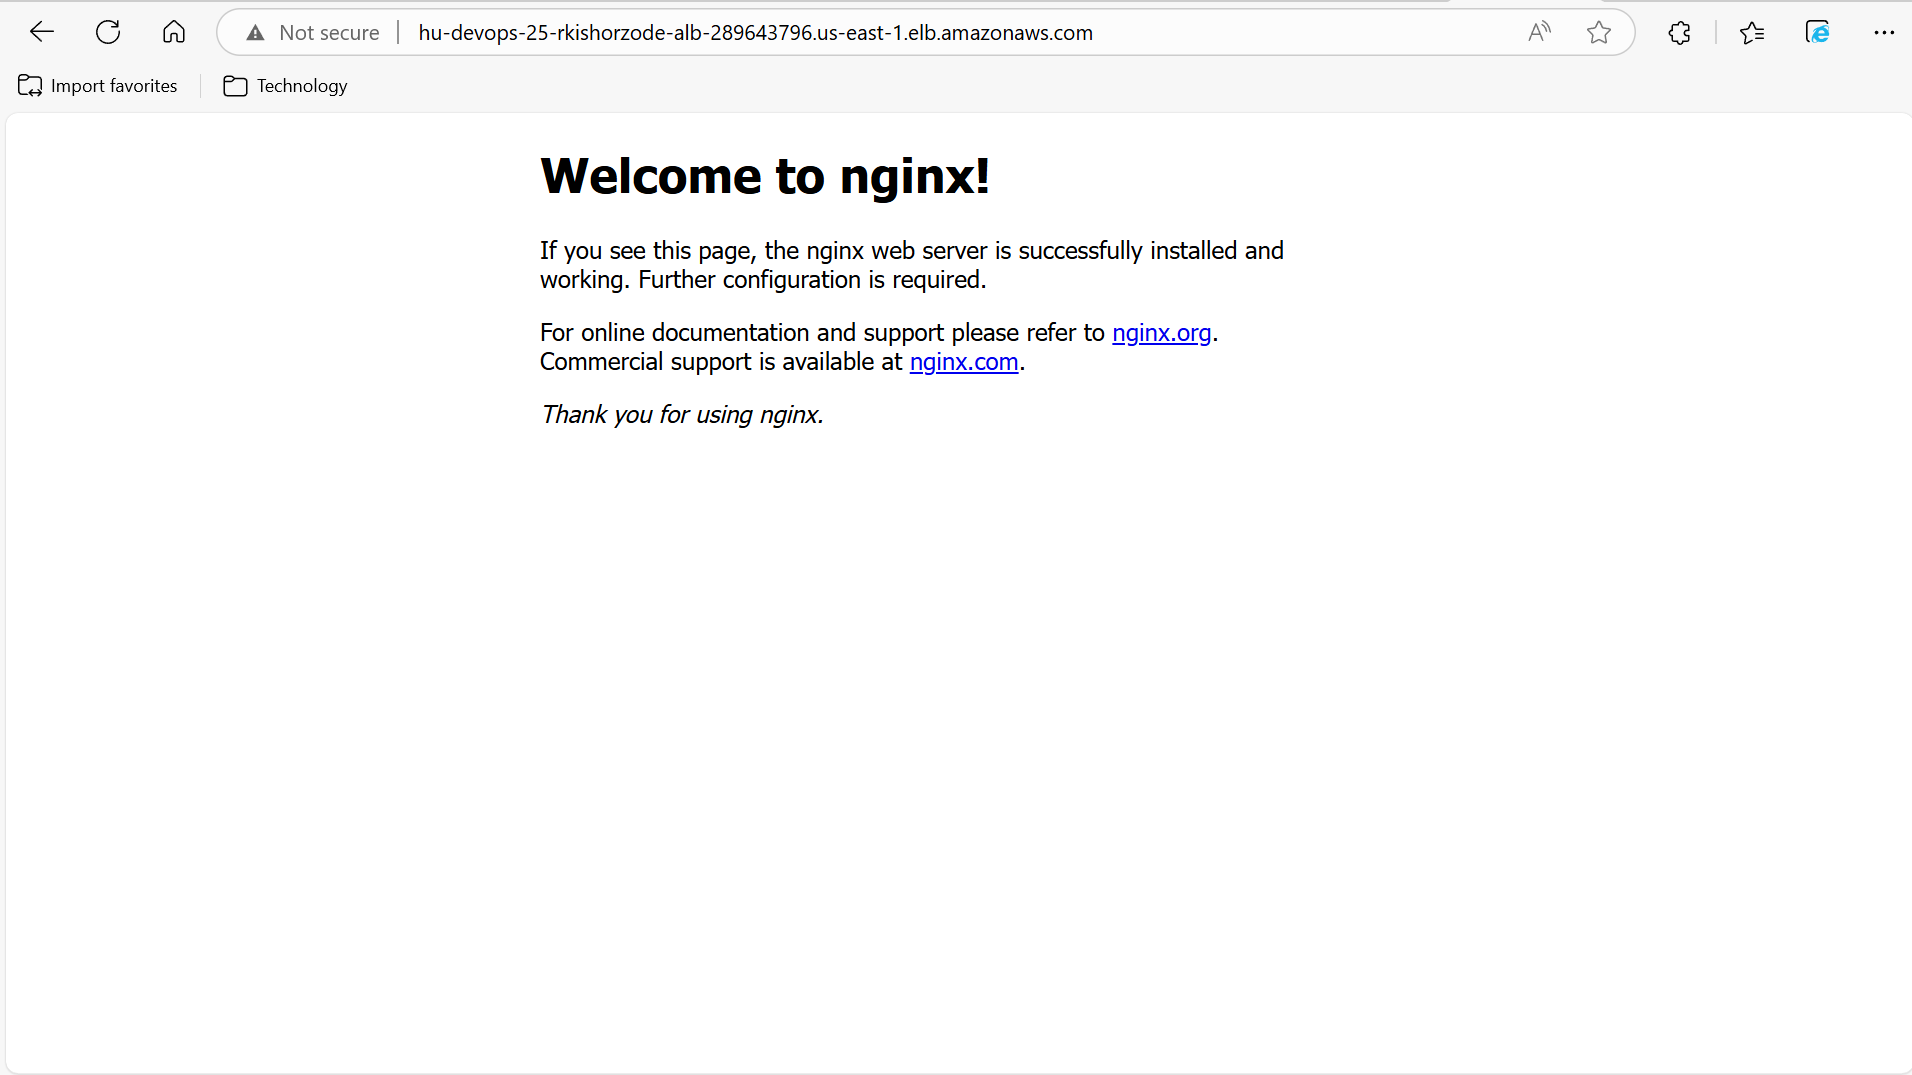 Not secure
hu-devops-25-rkishorzode-alb-289643796.us-east-1.elb.amazonaws.com
Import favorites
Technology
Welcome to nginx!
If you see this page, the nginx web server is successfully installed and
working. Further configuration is required.
For online documentation and support please refer to nginx.org.
Commercial support is available at nginx.com.
Thank you for using nginx.